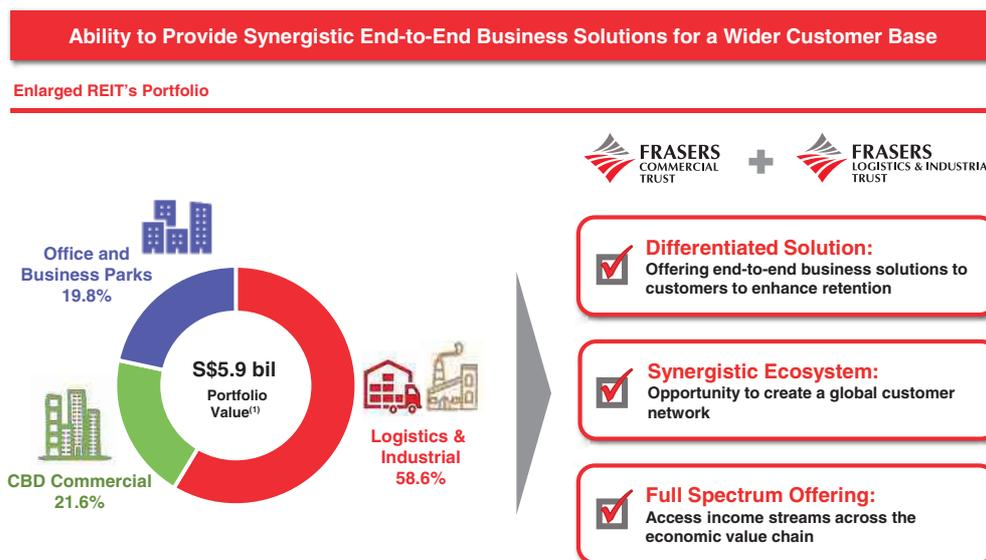 Ability to Provide Synergistic End-to-End Business Solutions for a Wider Customer Base
Enlarged REIT's Portfolio
FRASERS
COMMERCIAL
TRUST
FRASERS
LOGISTICS & INDUSTRIA
TRUST
Office and
Business Parks
19.8%
S$5.9 bil
Portfolio
Value(1)
Logistics &
Industrial
58.6%
CBD Commercial
21.6%
Differentiated Solution:
Offering end-to-end business solutions to
customers to enhance retention
Synergistic Ecosystem:
Opportunity to create a global customer
network
Full Spectrum Offering:
Access income streams across the
economic value chain